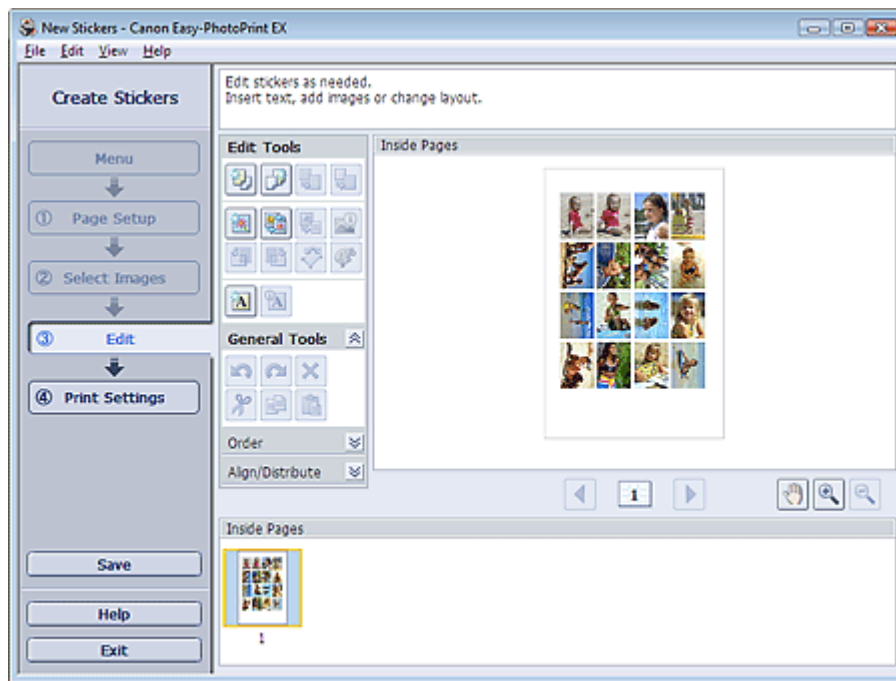 New Stickers - Canon Easy-PhotoPrint EX
File Edit View Help
Create Stickers
Menu
① Page Setup
② Select Images
③ Edit
④ Print Settings
Save
Help
Exit
Edit stickers as needed.
Insert text, add images or change layout.
Edit Tools
A
A
General Tools
Order
Align/Distribute
Inside Pages
1
Inside Pages
1